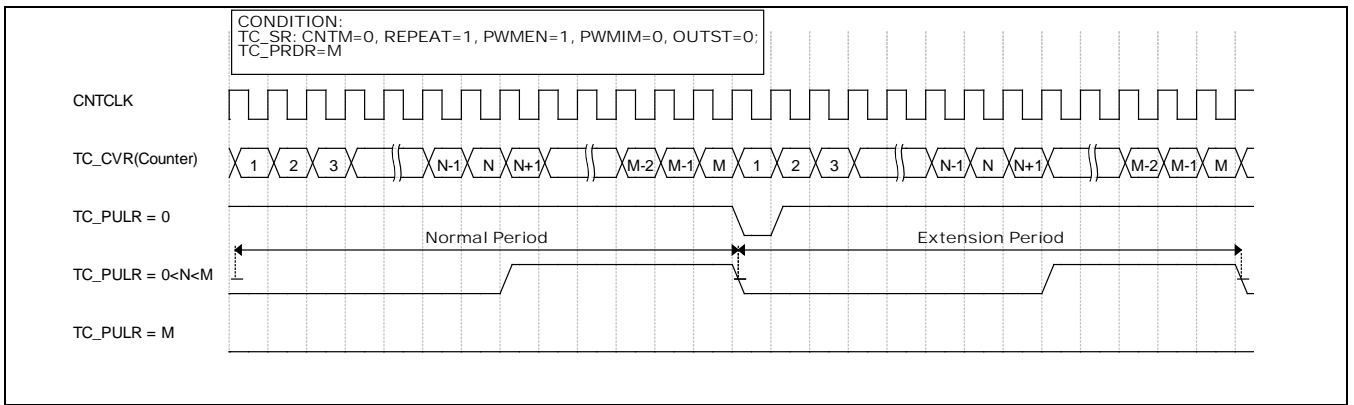 CONDITION:
TC_SR: CNTM=0, REPEAT=1, PWMEN=1, PWMIM=0, OUTST=0;
TC_PRDR=M
CNTCLK
TC_CVR(Counter) 1 2 3 N-1 N N+1 M-2 M-1 M 1 2 3 N-1 N N+1 M-2 M-1 M
TC_PULR = 0
Normal Period Extension Period
TC_PULR = 0<N<M
TC_PULR = M